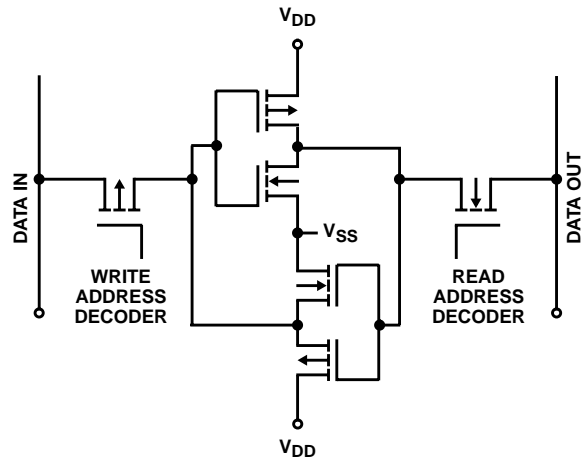 VDD
DATA IN
DATA OUT
VSS
WRITE
ADDRESS
DECODER
READ
ADDRESS
DECODER
VDD